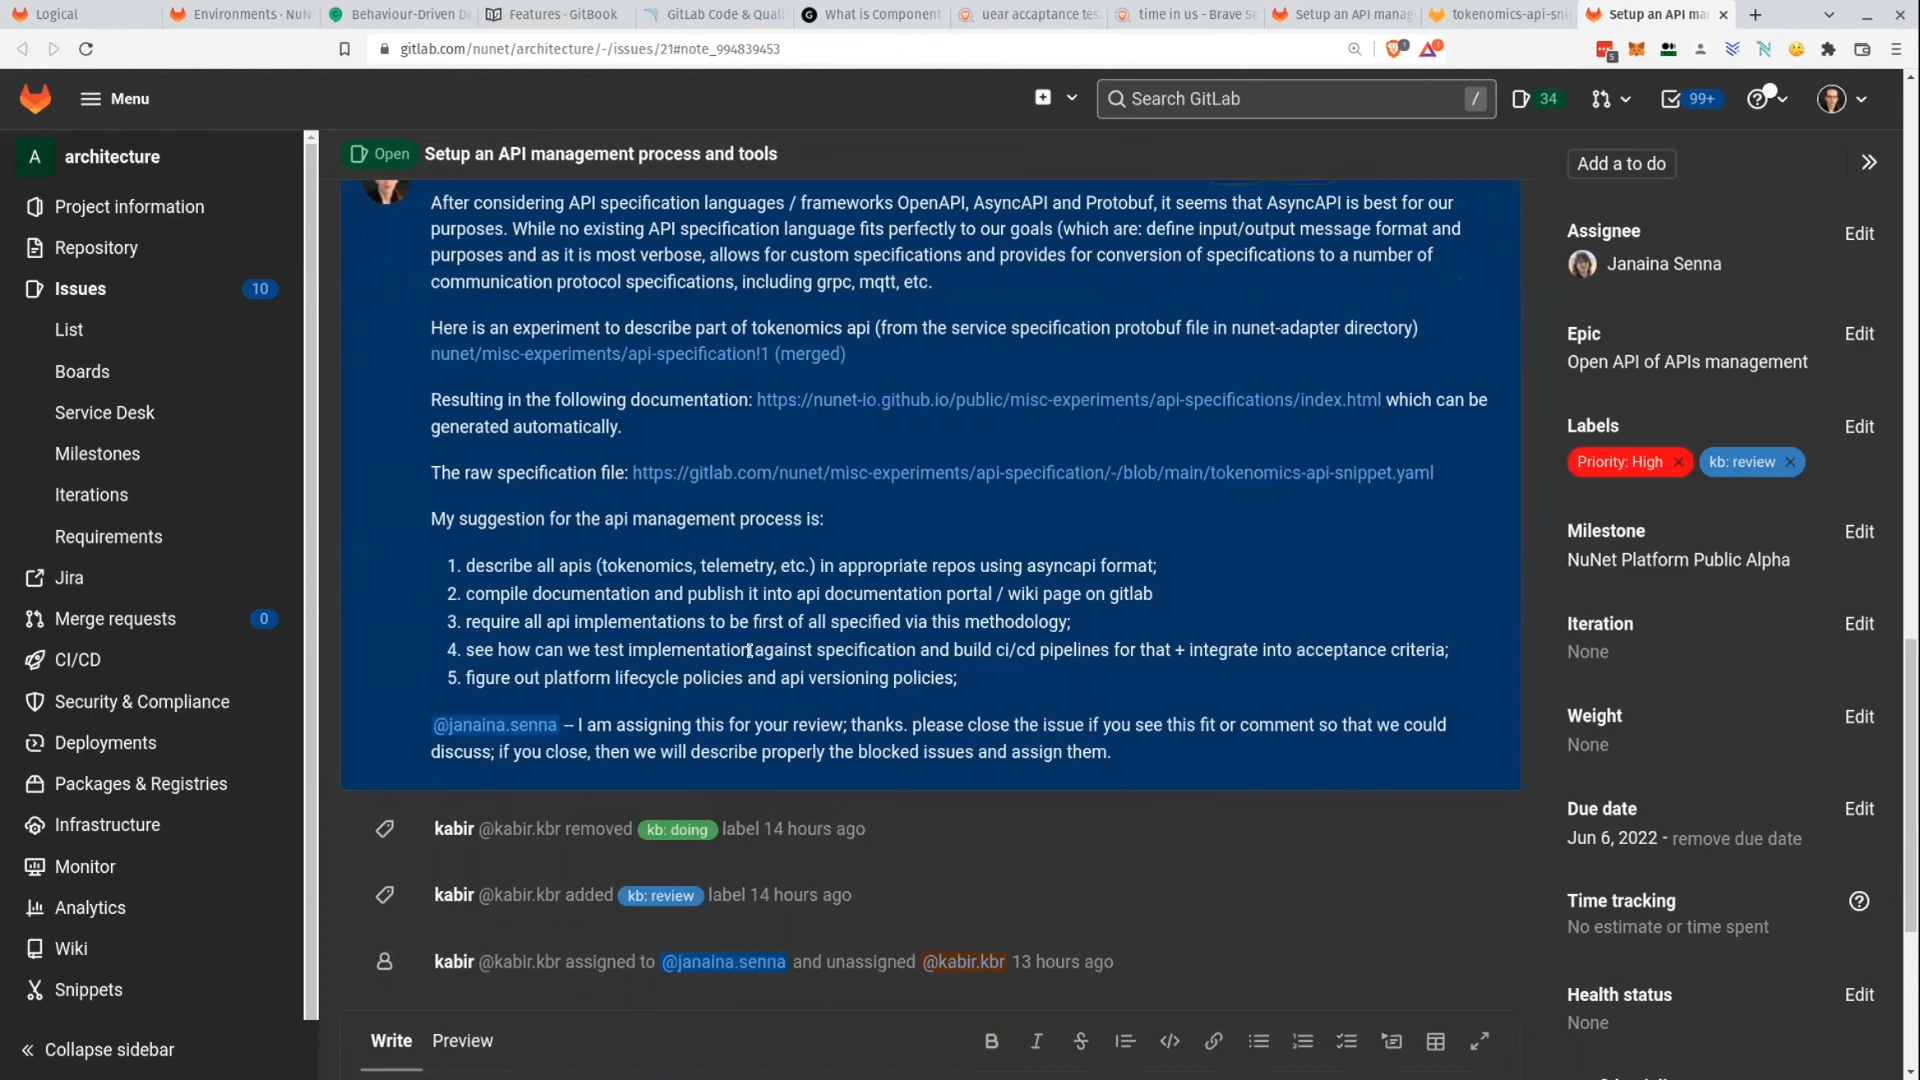 Logical
Environments · NuN
Behaviour-Driven De
Features · GitBook
GitLab Code & Quali
What is Component
uear accaptance tes
time in us - Brave Se
Setup an API manag
tokenomics-api-sni
Setup an API ma
gitlab.com/nunet/architecture/-/issues/21#note_994839453
1
1
5
Menu
Search GitLab
/
34
99+
A architecture
Project information
Repository
Issues 10
List
Boards
Service Desk
Milestones
Iterations
Requirements
Jira
Merge requests 0
CI/CD
Security & Compliance
Deployments
Packages & Registries
Infrastructure
Monitor
Analytics
Wiki
Snippets
Collapse sidebar
Open Setup an API management process and tools
After considering API specification languages / frameworks OpenAPI, AsyncAPI and Protobuf, it seems that AsyncAPI is best for our
purposes. While no existing API specification language fits perfectly to our goals (which are: define input/output message format and
purposes and as it is most verbose, allows for custom specifications and provides for conversion of specifications to a number of
communication protocol specifications, including grpc, mqtt, etc.
Here is an experiment to describe part of tokenomics api (from the service specification protobuf file in nunet-adapter directory)
nunet/misc-experiments/api-specification!1 (merged)
Resulting in the following documentation: https://nunet-io.github.io/public/misc-experiments/api-specifications/index.html which can be
generated automatically.
The raw specification file: https://gitlab.com/nunet/misc-experiments/api-specification/-/blob/main/tokenomics-api-snippet.yaml
My suggestion for the api management process is:
1. describe all apis (tokenomics, telemetry, etc.) in appropriate repos using asyncapi format;
2. compile documentation and publish it into api documentation portal / wiki page on gitlab
3. require all api implementations to be first of all specified via this methodology;
4. see how can we test implementation against specification and build ci/cd pipelines for that + integrate into acceptance criteria;
5. figure out platform lifecycle policies and api versioning policies;
@janaina.senna -- I am assigning this for your review; thanks. please close the issue if you see this fit or comment so that we could
discuss; if you close, then we will describe properly the blocked issues and assign them.
kabir @kabir.kbr removed kb: doing label 14 hours ago
kabir @kabir.kbr added kb: review label 14 hours ago
kabir @kabir.kbr assigned to @janaina.senna and unassigned @kabir.kbr 13 hours ago
Write Preview
Add a to do
Assignee Edit
Janaina Senna
Epic Edit
Open API of APIs management
Labels Edit
Priority: High kb: review
Milestone Edit
NuNet Platform Public Alpha
Iteration Edit
None
Weight Edit
None
Due date Edit
Jun 6, 2022 - remove due date
Time tracking
No estimate or time spent
Health status Edit
None